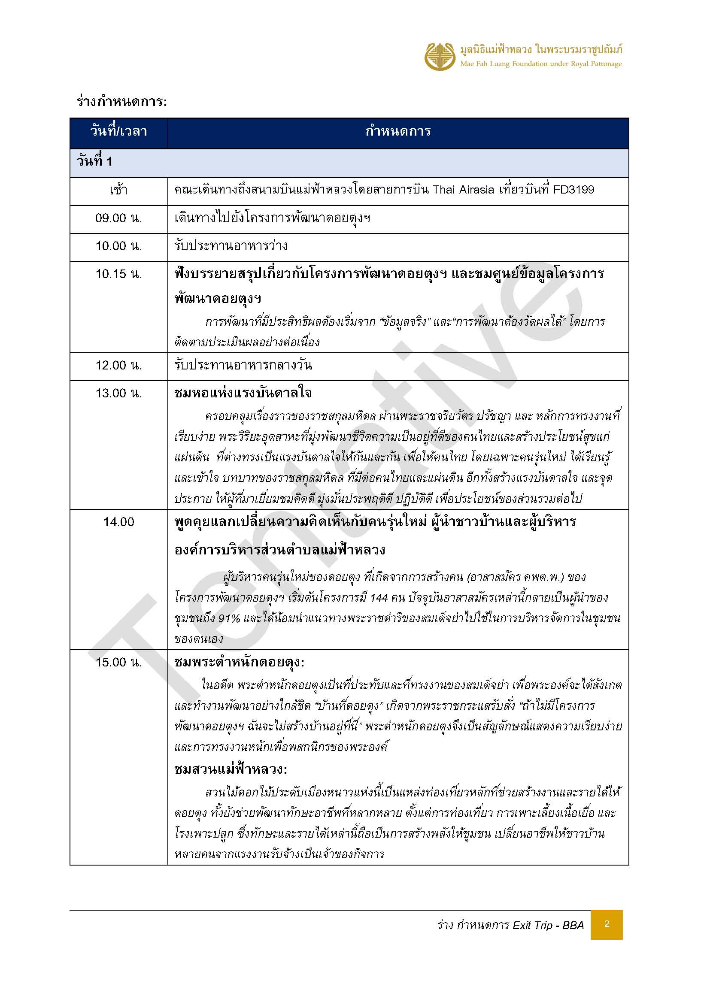 มูลนิธิแม่ฟ้าหลวง ในพระบรมราชูปถัมภ์
Mae Fah Luang Foundation under Royal Patronage
ร่างกำหนดการ:
วันที่/เวลา กำหนดการ
วันที่ 1
เช้า คณะเดินทางถึงสนามบินแม่ฟ้าหลวงโดยสายการบิน Thai Airasia เที่ยวบินที่ FD3199
09.00 น. เดินทางไปยังโครงการพัฒนาดอยตุงฯ
10.00 น. รับประทานอาหารว่าง
10.15 น. ฟังบรรยายสรุปเกี่ยวกับโครงการพัฒนาดอยตุงฯ และชมศูนย์ข้อมูลโครงการ
พัฒนาดอยตุงฯ
การพัฒนาที่มีประสิทธิผลต้องเริ่มจาก “ข้อมูลจริง” และ“การพัฒนาต้องวัดผลได้” โดยการ
ติดตามประเมินผลอย่างต่อเนื่อง
12.00 น. รับประทานอาหารกลางวัน
13.00 น. ชมหอแห่งแรงบันดาลใจ
ครอบคลุมเรื่องราวของราชสกุลมหิดล ผ่านพระราชจริยวัตร ปรัชญา และ หลักการทรงงานที่
เรียบง่าย พระวิริยะอุตสาหะที่มุ่งพัฒนาชีวิตความเป็นอยู่ที่ดีของคนไทยและสร้างประโยชน์สุขแก่
แผ่นดิน ที่ต่างทรงเป็นแรงบันดาลใจให้กันและกัน เพื่อให้คนไทย โดยเฉพาะคนรุ่นใหม่ ได้เรียนรู้
และเข้าใจ บทบาทของราชสกุลมหิดล ที่มีต่อคนไทยและแผ่นดิน อีกทั้งสร้างแรงบันดาลใจ และจุด
ประกาย ให้ผู้ที่มาเยี่ยมชมคิดดี มุ่งมั่นประพฤติดี ปฏิบัติดี เพื่อประโยชน์ของส่วนรวมต่อไป
14.00 พูดคุยแลกเปลี่ยนความคิดเห็นกับคนรุ่นใหม่ ผู้นำชาวบ้านและผู้บริหาร
องค์การบริหารส่วนตำบลแม่ฟ้าหลวง
ผู้บริหารคนรุ่นใหม่ของดอยตุง ที่เกิดจากการสร้างคน (อาสาสมัคร คพต.พ.) ของ
โครงการพัฒนาดอยตุงฯ เริ่มต้นโครงการมี 144 คน ปัจจุบันอาสาสมัครเหล่านี้กลายเป็นผู้นำของ
ชุมชนถึง 91% และได้น้อมนำแนวทางพระราชดำริของสมเด็จย่าไปใช้ในการบริหารจัดการในชุมชน
ของตนเอง
15.00 น. ชมพระตำหนักดอยตุง:
ในอดีต พระตำหนักดอยตุงเป็นที่ประทับและที่ทรงงานของสมเด็จย่า เพื่อพระองค์จะได้สังเกต
และทำงานพัฒนาอย่างใกล้ชิด “บ้านที่ดอยตุง” เกิดจากพระราชกระแสรับสั่ง “ถ้าไม่มีโครงการ
พัฒนาดอยตุงฯ ฉันจะไม่สร้างบ้านอยู่ที่นี่” พระตำหนักดอยตุงจึงเป็นสัญลักษณ์แสดงความเรียบง่าย
และการทรงงานหนักเพื่อพสกนิกรของพระองค์
ชมสวนแม่ฟ้าหลวง:
สวนไม้ดอกไม้ประดับเมืองหนาวแห่งนี้เป็นแหล่งท่องเที่ยวหลักที่ช่วยสร้างงานและรายได้ให้
ดอยตุง ทั้งยังช่วยพัฒนาทักษะอาชีพที่หลากหลาย ตั้งแต่การท่องเที่ยว การเพาะเลี้ยงเนื้อเยื่อ และ
โรงเพาะปลูก ซึ่งทักษะและรายได้เหล่านี้ถือเป็นการสร้างพลังให้ชุมชน เปลี่ยนอาชีพให้ชาวบ้าน
หลายคนจากแรงงานรับจ้างเป็นเจ้าของกิจการ
Tentative
ร่าง กำหนดการ Exit Trip - BBA 2